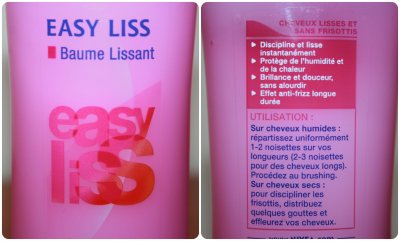 EASY LISS
Baume Lissant
easy
liss
CHEVEUX LISSES ET
SANS FRISOTTIS
Discipline et lisse
instantanément
Protège de l'humidité et
de la chaleur
Brillance et douceur,
sans alourdir
Effet anti-frizz longue
durée
UTILISATION :
Sur cheveux humides :
répartissez uniformément
1-2 noisettes sur vos
longueurs (2-3 noisettes
pour des cheveux longs).
Procédez au brushing.
Sur cheveux secs :
pour discipliner les
frisottis, distribuez
quelques gouttes et
effleurez vos cheveux.